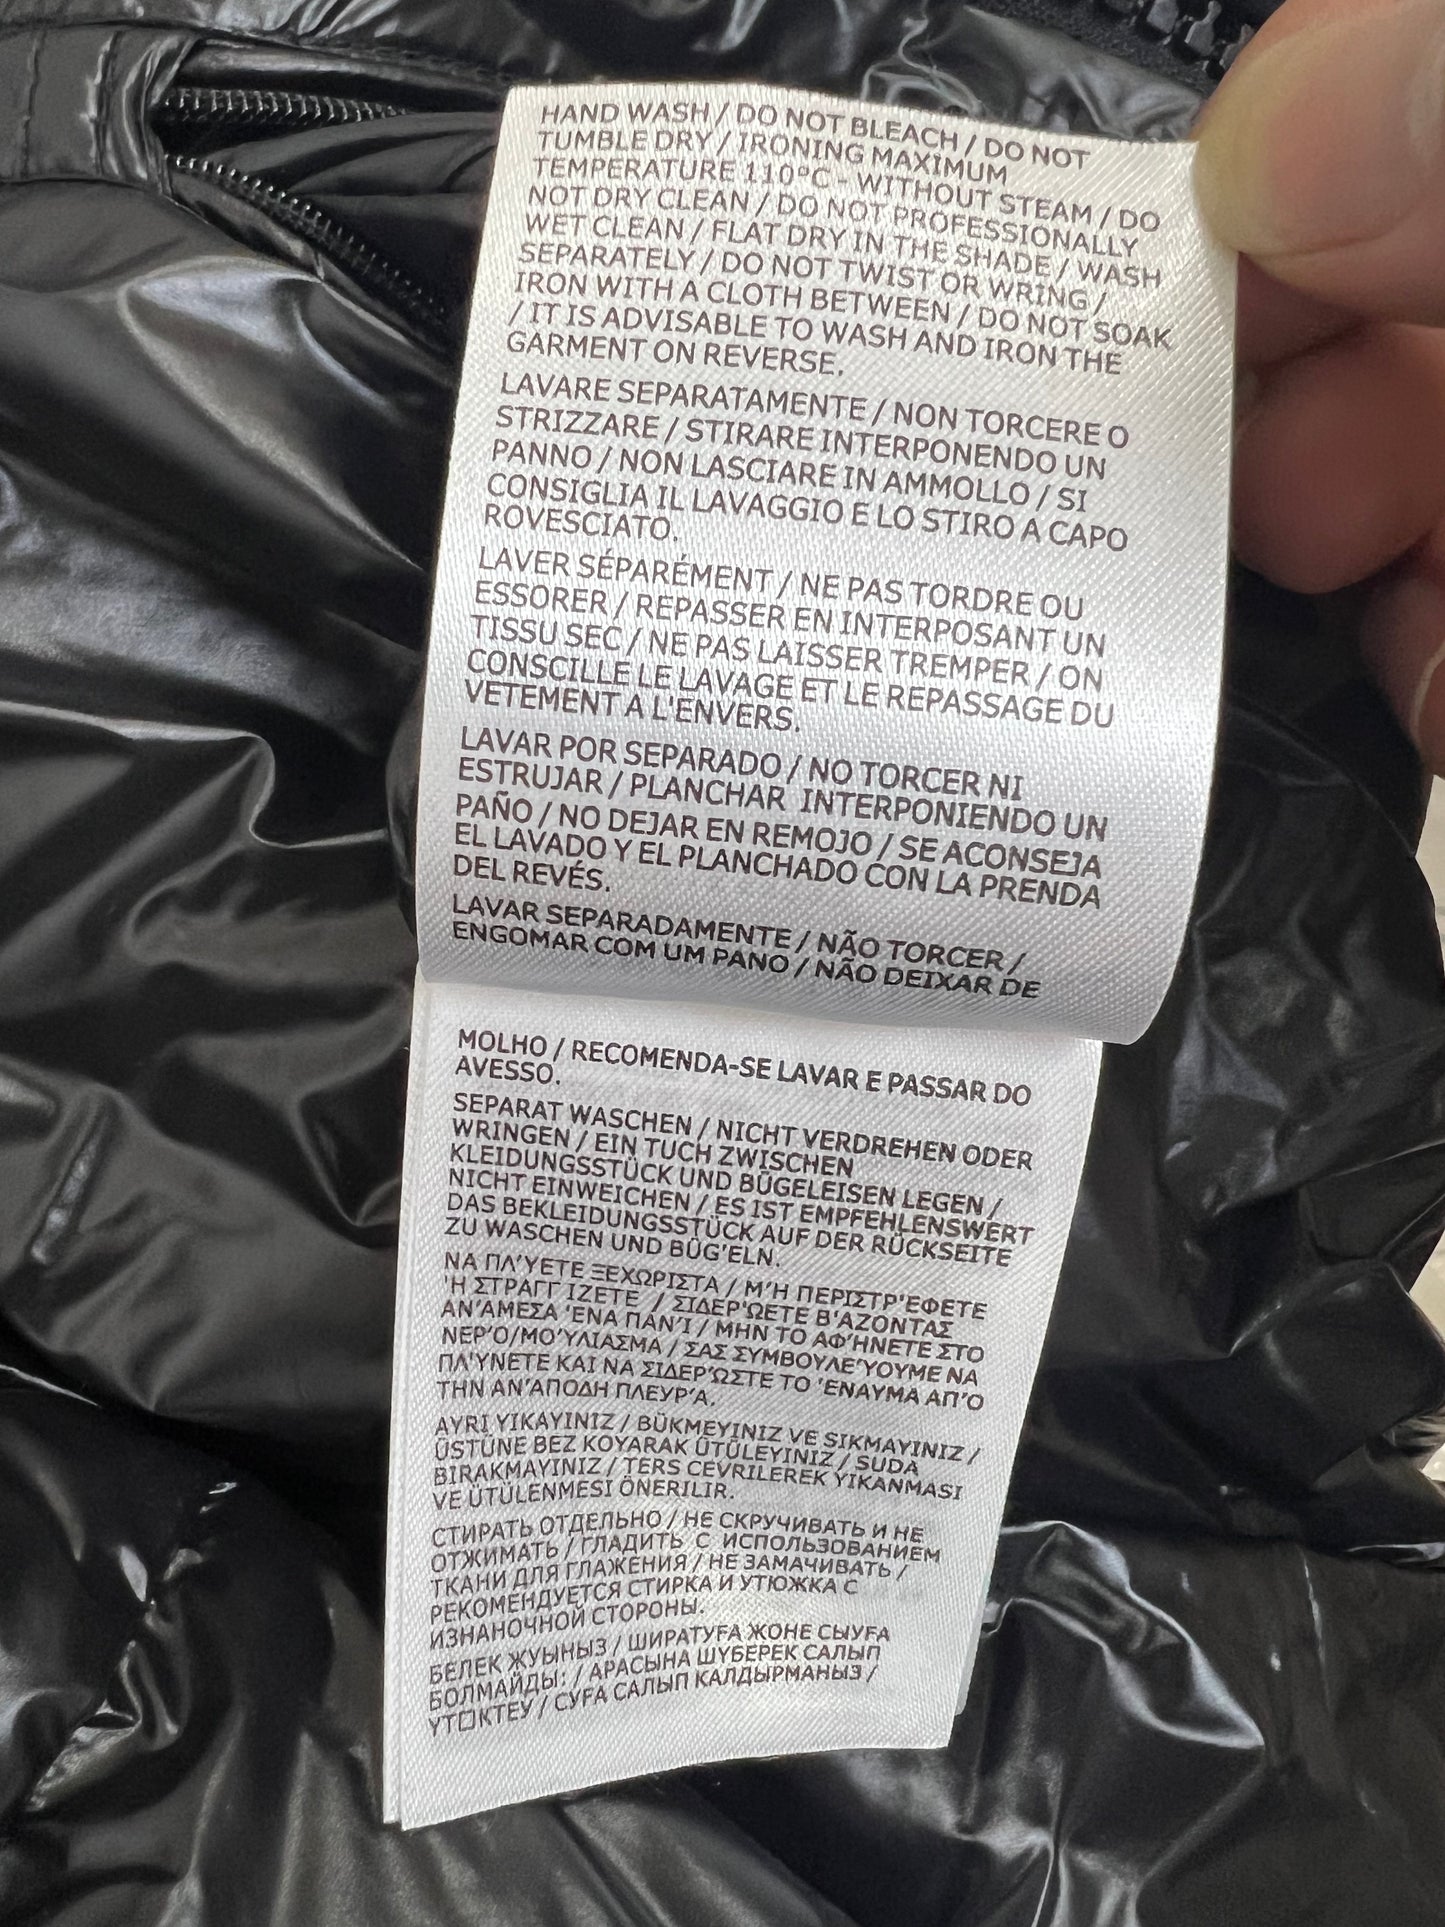 HAND WASH / DO NOT BLEACH / DO NOT
TUMBLE DRY / IRONING MAXIMUM
TEMPERATURE 110°C - WITHOUT STEAM / DO
NOT DRY CLEAN / DO NOT PROFESSIONALLY
WET CLEAN / FLAT DRY IN THE SHADE / WASH
SEPARATELY / DO NOT TWIST OR WRING /
IRON WITH A CLOTH BETWEEN / DO NOT SOAK
/ IT IS ADVISABLE TO WASH AND IRON THE
GARMENT ON REVERSE.
LAVARE SEPARATAMENTE / NON TORCERE O
STRIZZARE / STIRARE INTERPONENDO UN
PANNO / NON LASCIARE IN AMMOLLO / SI
CONSIGLIA IL LAVAGGIO E LO STIRO A CAPO
ROVESCIATO.
LAVER SÉPARÉMENT / NE PAS TORDRE OU
ESSORER / REPASSER EN INTERPOSANT UN
TISSU SEC / NE PAS LAISSER TREMPER / ON
CONSCILLE LE LAVAGE ET LE REPASSAGE DU
VETEMENT A L'ENVERS.
LAVAR POR SEPARADO / NO TORCER NI
ESTRUJAR / PLANCHAR INTERPONIENDO UN
PAÑO / NO DEJAR EN REMOJO / SE ACONSEJA
EL LAVADO Y EL PLANCHADO CON LA PRENDA
DEL REVÉS.
LAVAR SEPARADAMENTE / NÃO TORCER /
ENGOMAR COM UM PANO / NÃO DEIXAR DE
MOLHO / RECOMENDA-SE LAVAR E PASSAR DO
AVESSO.
SEPARAT WASCHEN / NICHT VERDREHEN ODER
WRINGEN / EIN TUCH ZWISCHEN
KLEIDUNGSSTÜCK UND BÜGELEISEN LEGEN /
NICHT EINWEICHEN / ES IST EMPFEHLENSWERT
DAS BEKLEIDUNGSSTÜCK AUF DER RÜCKSEITE
ZU WASCHEN UND BÜG'ELN.
ΝΑ ΠΛ'ΥΕΤΕ ΞΕΧΩΡΙΣΤΑ / Μ'Η ΠΕΡΙΣΤΡ'ΕΦΕΤΕ
'Η ΣΤΡΑΓΓ ΙΖΕΤΕ / ΣΙΔΕΡ'ΩΕΤΕ Β'ΑΖΟΝΤΑΣ
ΑΝ'ΑΜΕΣΑ 'ΕΝΑ ΠΑΝ'Ι / ΜΗΝ ΤΟ ΑΦ'ΗΝΕΤΕ ΣΤΟ
ΝΕΡ'Ο/ΜΟ'ΥΛΙΑΣΜΑ / ΣΑΣ ΣΥΜΒΟΥΛΕ'ΥΟΥΜΕ ΝΑ
ΠΛ'ΥΝΕΤΕ ΚΑΙ ΝΑ ΣΙΔΕΡ'ΩΣΤΕ ΤΟ 'ΕΝΑΥΜΑ ΑΠ'Ο
ΤΗΝ ΑΝ'ΑΠΟΔΗ ΠΛΕΥΡ'Α.
AYRI YIKAYINIZ / BÜKMEYINIZ VE SIKMAYINIZ /
ÜSTÜNE BEZ KOYARAK ÜTÜLEYINIZ / SUDA
BIRAKMAYINIZ / TERS CEVRILEREK YIKANMASI
VE ÜTÜLENMESI ÖNERILIR.
СТИРАТЬ ОТДЕЛЬНО / НЕ СКРУЧИВАТЬ И НЕ
ОТЖИМАТЬ / ГЛАДИТЬ С ИСПОЛЬЗОВАНИЕМ
ТКАНИ ДЛЯ ГЛАЖЕНИЯ / НЕ ЗАМАЧИВАТЬ /
РЕКОМЕНДУЕТСЯ СТИРКА И УТЮЖКА С
ИЗНАНОЧНОЙ СТОРОНЫ.
БЕЛЕК ЖУЫНЫЗ / ШИРАТУҒА ЖОНЕ СЫУҒА
БОЛМАЙДЫ: / АРАСЫНА ШҮБЕРЕК САЛЫП
ҮТ□КТЕУ / СУҒА САЛЫП КАЛДЫРМАНЫЗ /